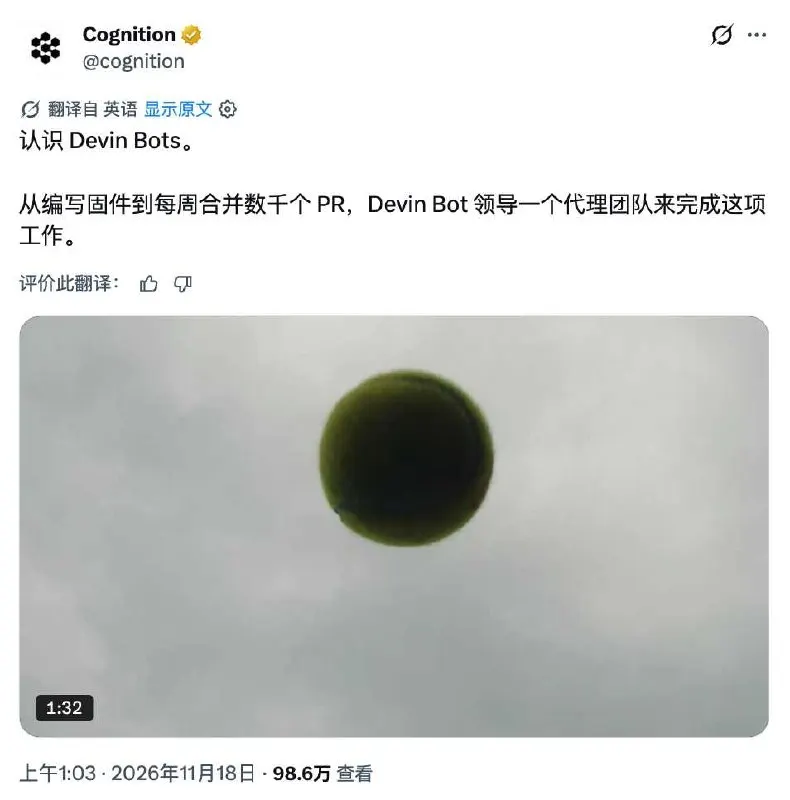 Cognition
@cognition
翻译自 英语 显示原文
认识 Devin Bots。
从编写固件到每周合并数千个 PR，Devin Bot 领导一个代理团队来完成这项
工作。
评价此翻译：
1:32
上午1:03 · 2026年11月18日 · 98.6万 查看